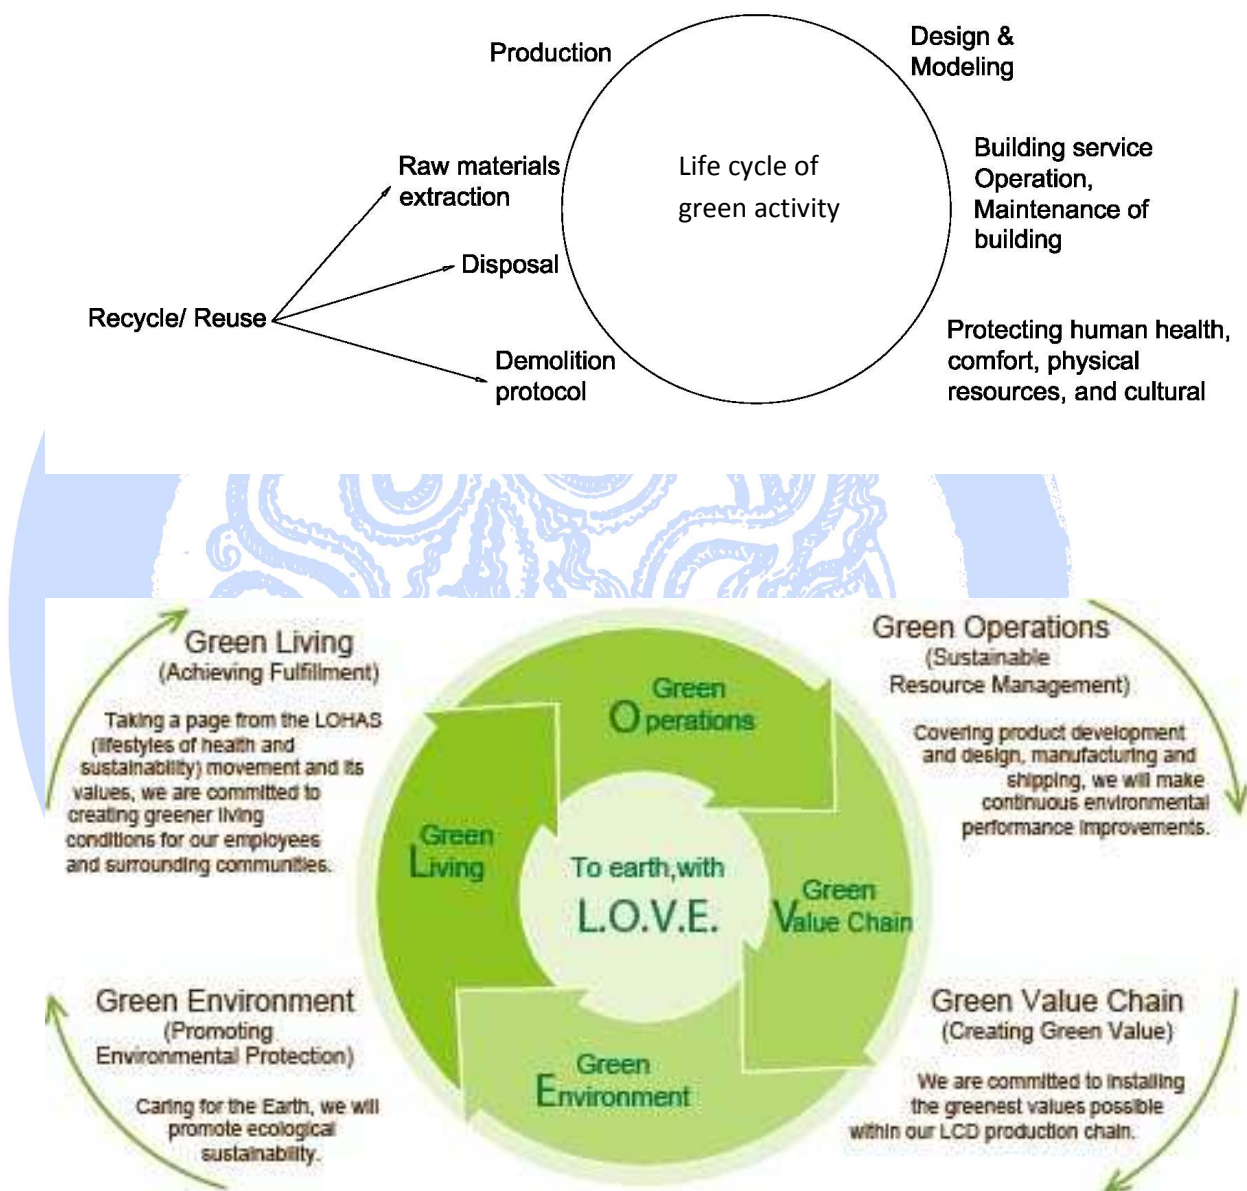 Production
Design &
Modeling
Life cycle of
green activity
Raw materials
extraction
Building service
Operation,
Maintenance of
building
Disposal
Recycle/ Reuse
Demolition
protocol
Protecting human health,
comfort, physical
resources, and cultural
Green Living
(Achieving Fulfillment)
Taking a page from the LOHAS
(lifestyles of health and
sustainability) movement and its
values, we are committed to
creating greener living
conditions for our employees
and surrounding communities.
Green Operations
(Sustainable
Resource Management)
Covering product development
and design, manufacturing and
shipping, we will make
continuous environmental
performance improvements.
Green
Operations
Green
Living
To earth,with
L.O.V.E.
Green
Value Chain
Green
Environment
Green Environment
(Promoting
Environmental Protection)
Caring for the Earth, we will
promote ecological
sustainability.
Green Value Chain
(Creating Green Value)
We are committed to installing
the greenest values possible
within our LCD production chain.